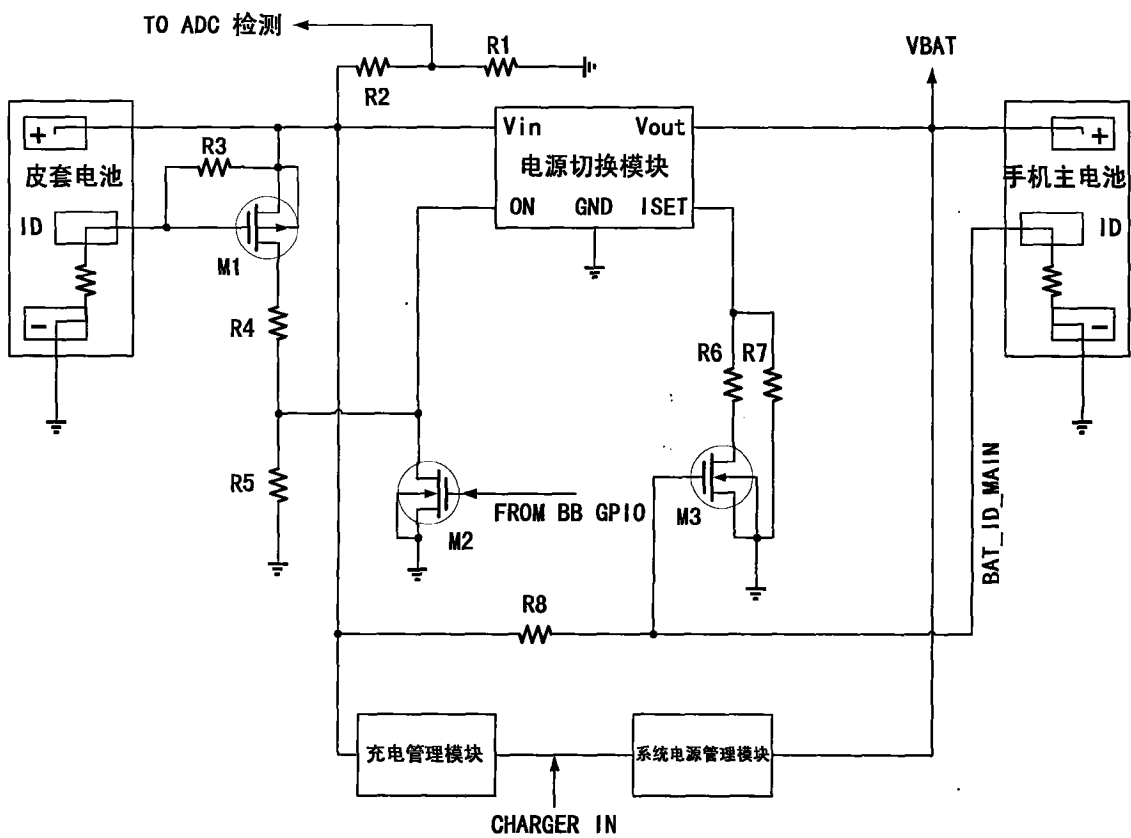 TO ADC 检测
R1
VBAT
R2
+
Vin
Vout
+
R3
皮套电池
电源切换模块
手机主电池
ID
ON
GND
ISET
ID
M1
-
R4
-
R6
R7
R5
FROM BB GPIO
M3
M2
BAT_ID_MAIN
R8
充电管理模块
系统电源管理模块
CHARGER IN